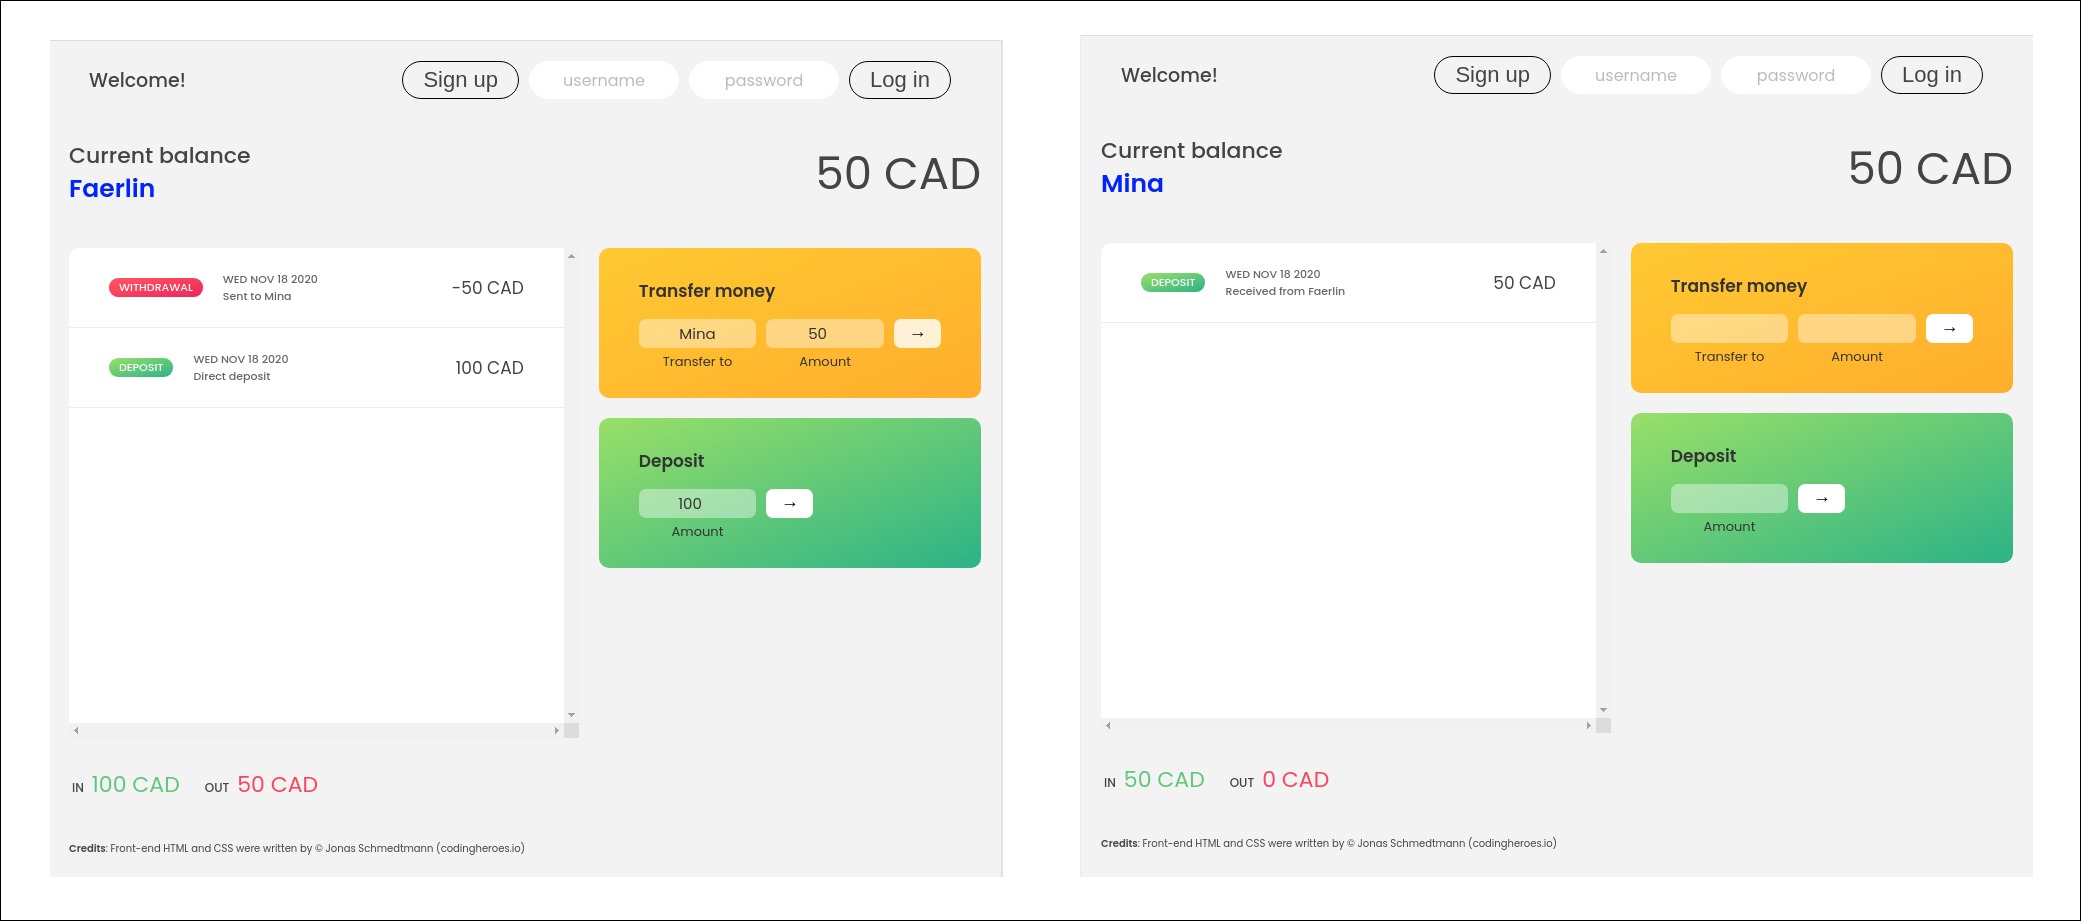 Welcome!
Sign up
username
password
Log in
Current balance
Faerlin
50 CAD
WITHDRAWAL
WED NOV 18 2020
Sent to Mina
-50 CAD
DEPOSIT
WED NOV 18 2020
Direct deposit
100 CAD
Transfer money
Mina
50
→
Transfer to
Amount
Deposit
100
→
Amount
IN 100 CAD OUT 50 CAD
Credits: Front-end HTML and CSS were written by © Jonas Schmedtmann (codingheroes.io)
Welcome!
Sign up
username
password
Log in
Current balance
Mina
50 CAD
DEPOSIT
WED NOV 18 2020
Received from Faerlin
50 CAD
Transfer money
→
Transfer to
Amount
Deposit
→
Amount
IN 50 CAD OUT 0 CAD
Credits: Front-end HTML and CSS were written by © Jonas Schmedtmann (codingheroes.io)